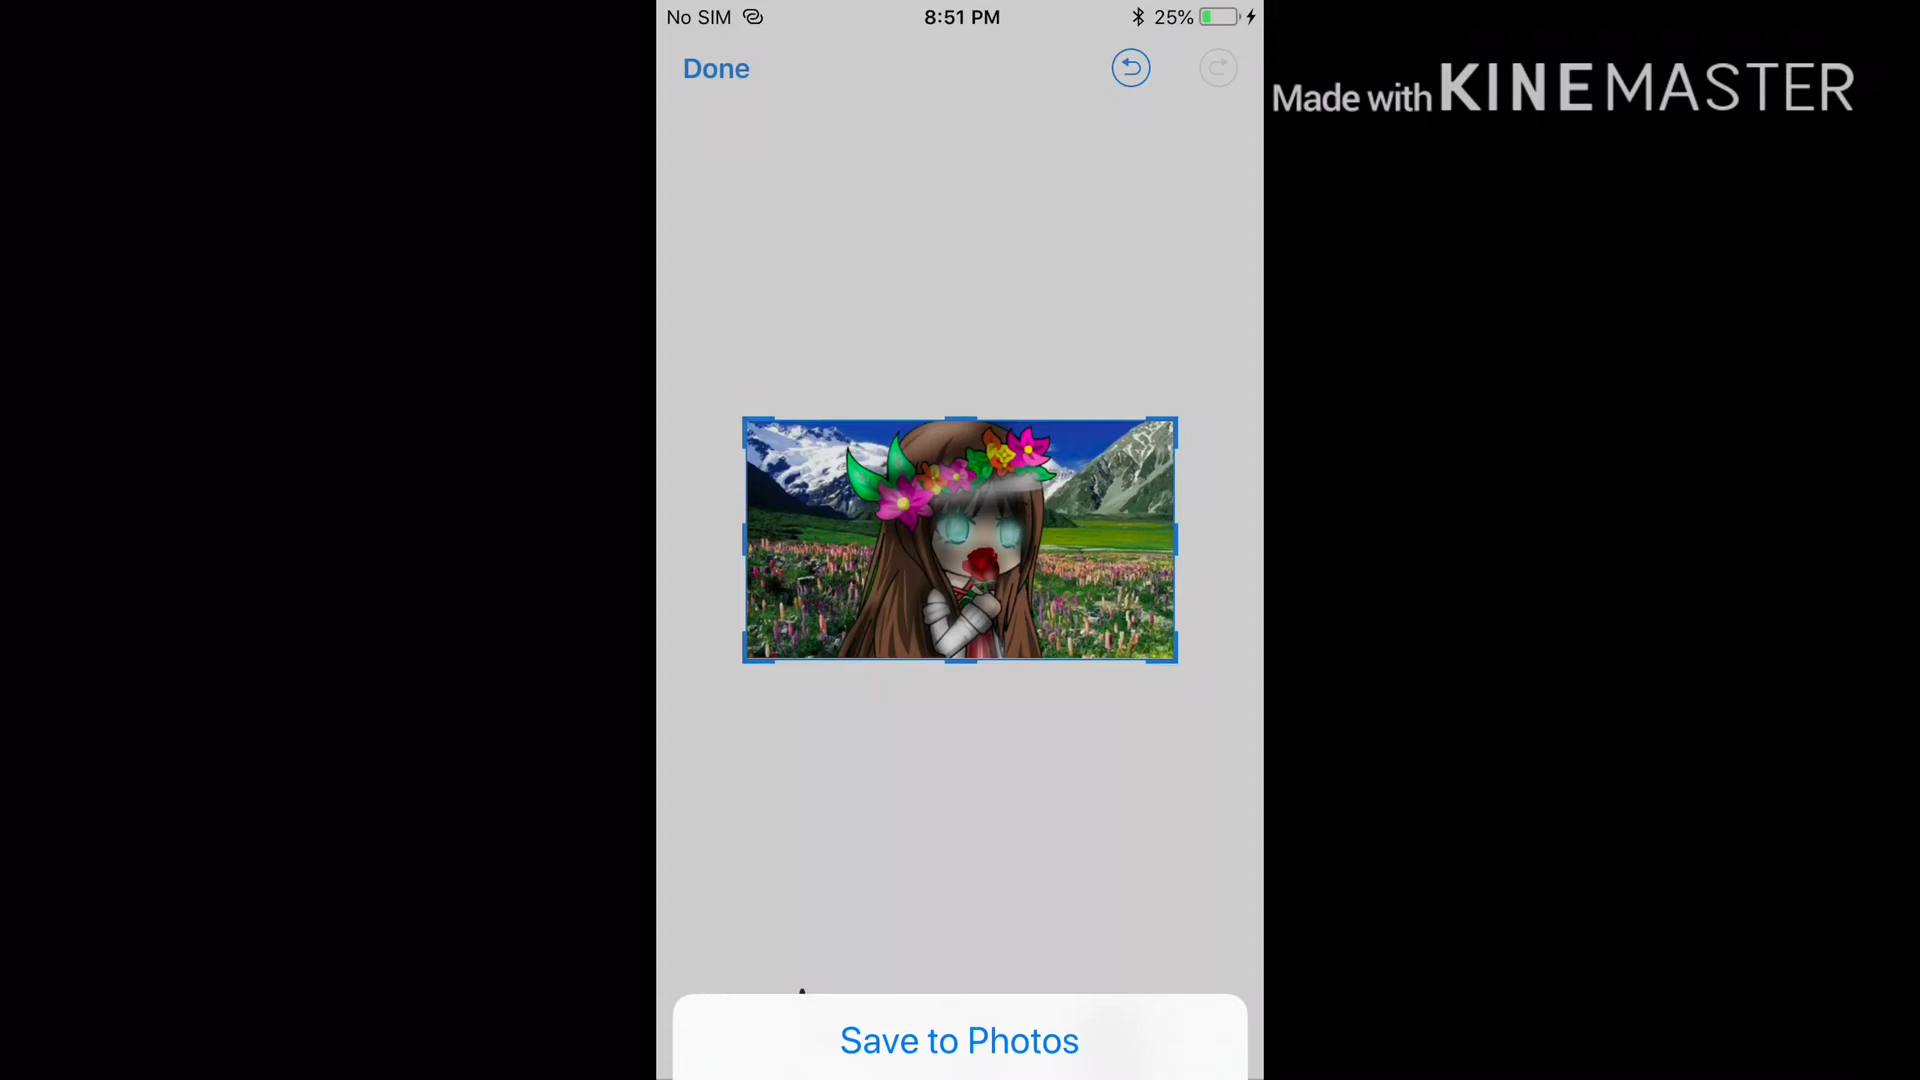 No SIM
8:51 PM
25%
Done
Made with KINEMASTER
Save to Photos